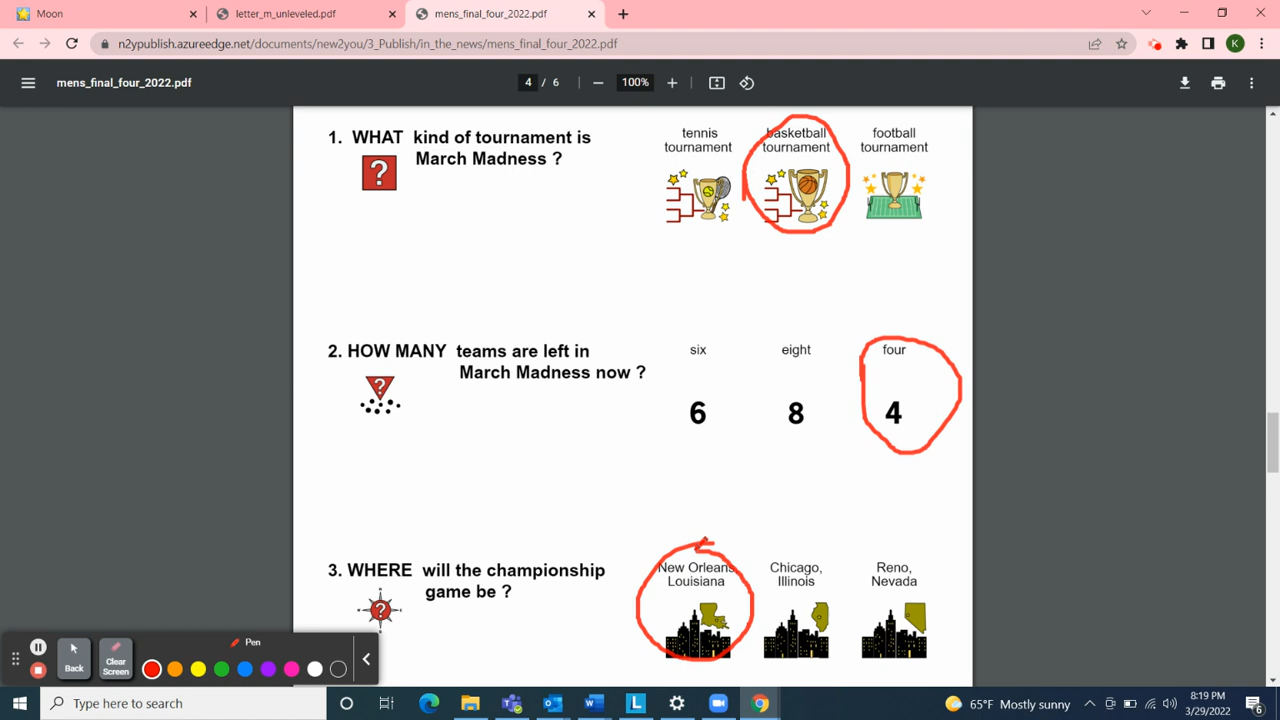 Moon
letter_m_unleveled.pdf
mens_final_four_2022.pdf
n2ypublish.azureedge.net/documents/new2you/3_Publish/in_the_news/mens_final_four_2022.pdf
K
mens_final_four_2022.pdf
4 / 6
100%
1. WHAT kind of tournament is
March Madness ?
?
tennis
tournament
basketball
tournament
football
tournament
2. HOW MANY teams are left in
March Madness now ?
?
six
eight
four
6
8
4
3. WHERE will the championship
game be ?
?
New Orleans,
Louisiana
Chicago,
Illinois
Reno,
Nevada
Pen
Back
Clear
Screen
Type here to search
L
65°F Mostly sunny
8:19 PM
3/29/2022
6